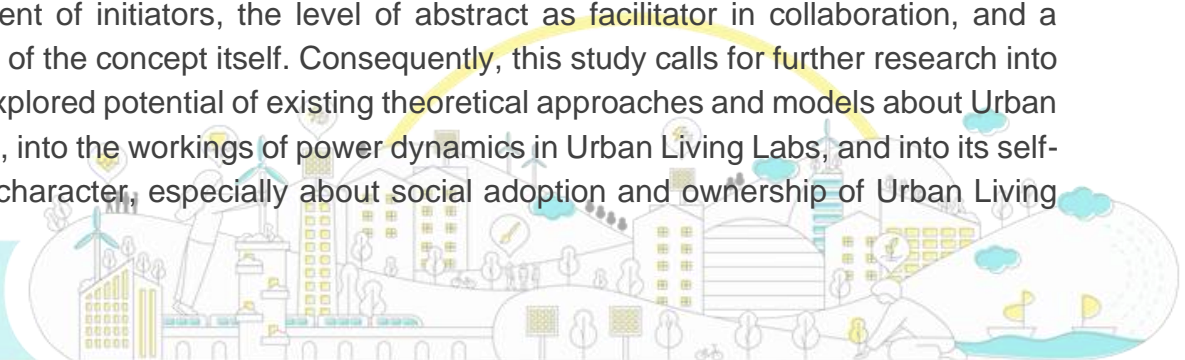 ent of initiators, the level of abstract as facilitator in collaboration, and a
of the concept itself. Consequently, this study calls for further research into
xplored potential of existing theoretical approaches and models about Urban
, into the workings of power dynamics in Urban Living Labs, and into its self-
character, especially about social adoption and ownership of Urban Living